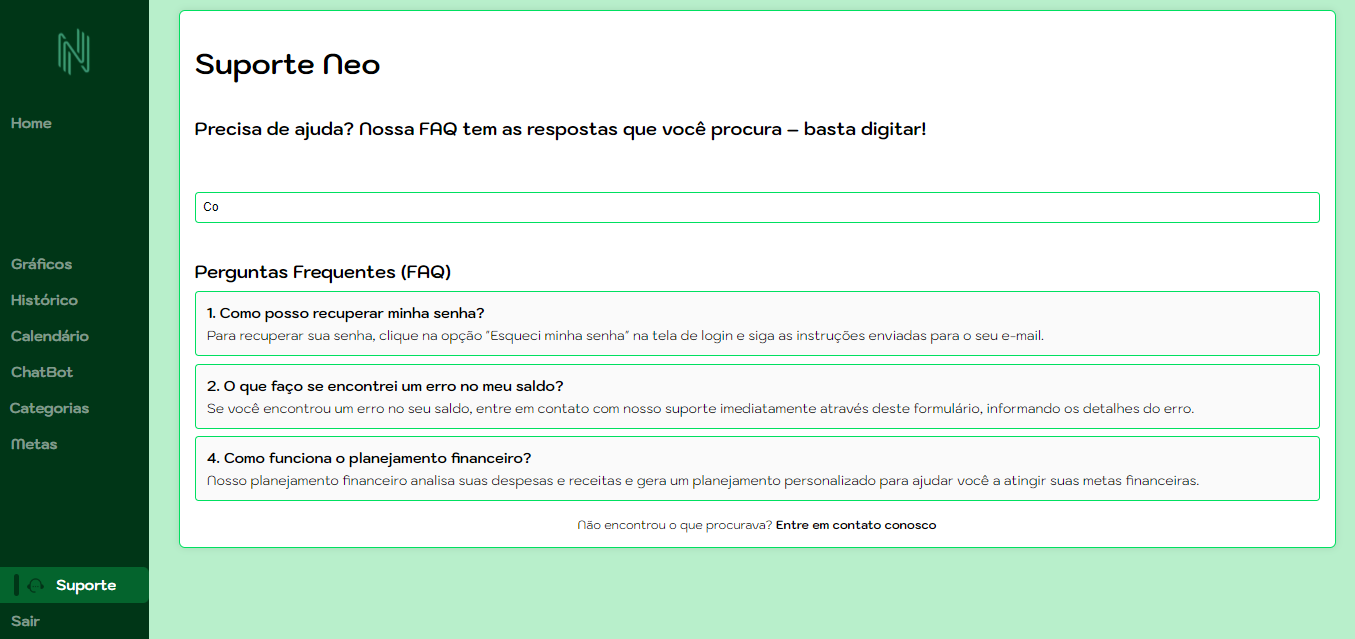 Home
Gráficos
Histórico
Calendário
ChatBot
Categorias
Metas
Suporte
Sair
Suporte Neo
Precisa de ajuda? Nossa FAQ tem as respostas que você procura – basta digitar!
Co
Perguntas Frequentes (FAQ)
1. Como posso recuperar minha senha?
Para recuperar sua senha, clique na opção "Esqueci minha senha" na tela de login e siga as instruções enviadas para o seu e-mail.
2. O que faço se encontrei um erro no meu saldo?
Se você encontrou um erro no seu saldo, entre em contato com nosso suporte imediatamente através deste formulário, informando os detalhes do erro.
4. Como funciona o planejamento financeiro?
Nosso planejamento financeiro analisa suas despesas e receitas e gera um planejamento personalizado para ajudar você a atingir suas metas financeiras.
Não encontrou o que procurava? Entre em contato conosco